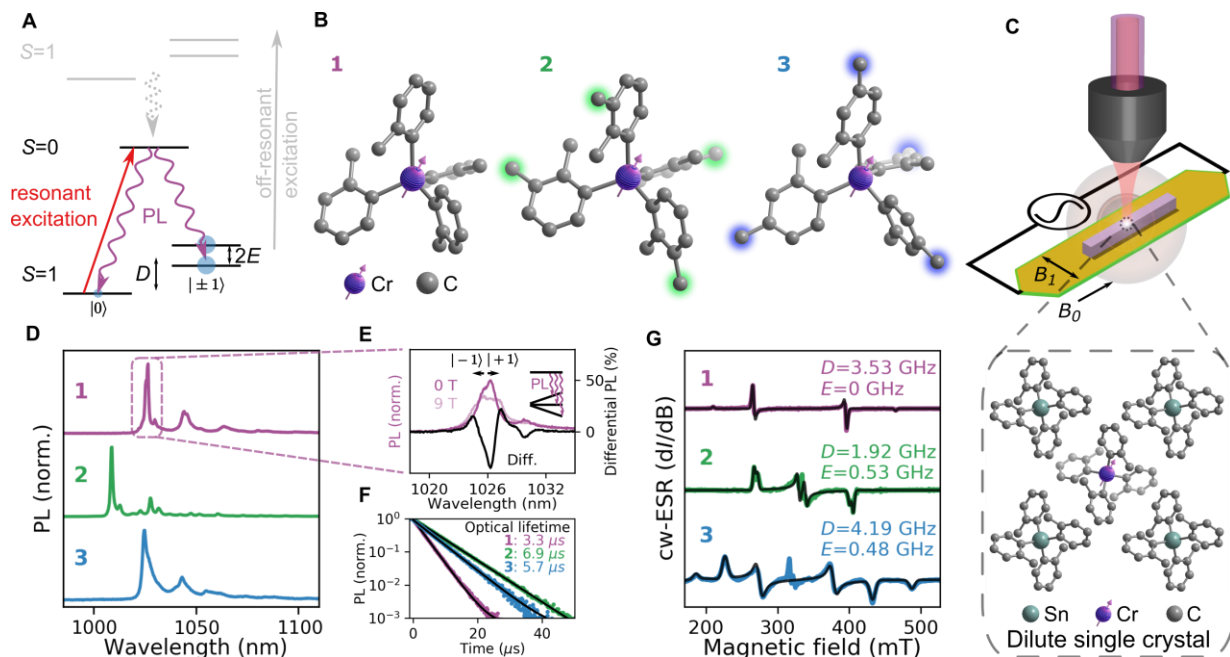 A
S=1
S=0
resonant
excitation
PL
off-resonant
excitation
S=1
D
2E
|0⟩
|±1⟩
B
1
2
3
Cr
C
C
B1
B0
D
1
2
3
PL (norm.)
1000
1050
1100
Wavelength (nm)
E
|−1⟩
|+1⟩
0 T
9 T
PL
Diff.
PL (norm.)
50
0
Differential PL (%)
1020
1026
1032
Wavelength (nm)
F
Optical lifetime
1: 3.3 μs
2: 6.9 μs
3: 5.7 μs
PL (norm.)
10⁰
10⁻¹
10⁻²
10⁻³
0
20
40
Time (μs)
G
1
D=3.53 GHz
E=0 GHz
2
D=1.92 GHz
E=0.53 GHz
3
D=4.19 GHz
E=0.48 GHz
cw-ESR (dI/dB)
200
300
400
500
Magnetic field (mT)
Sn
Cr
C
Dilute single crystal